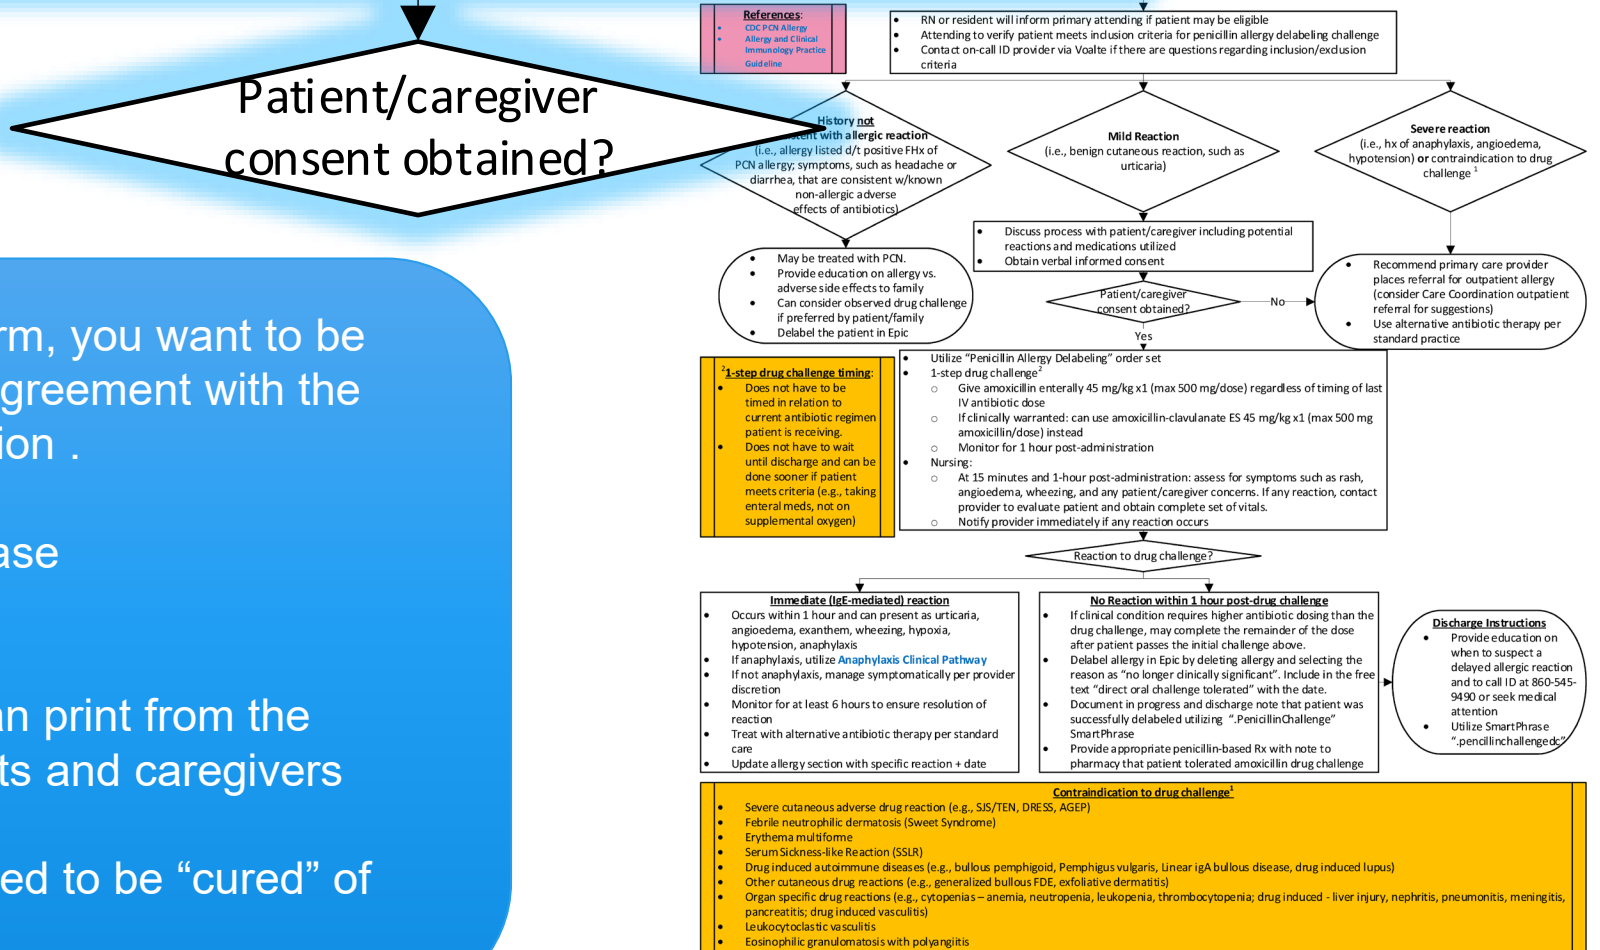 Patient/caregiver
consent obtained?
rm, you want to be
greement with the
ion .
ase
an print from the
ts and caregivers
ed to be “cured” of
References:
• CDC PCN Allergy
• Allergy and Clinical
Immunology Practice
Guideline
• RN or resident will inform primary attending if patient may be eligible
• Attending to verify patient meets inclusion criteria for penicillin allergy delabeling challenge
• Contact on-call ID provider via Voalte if there are questions regarding inclusion/exclusion
criteria
History not
tent with allergic reaction
(i.e., allergy listed d/t positive FHx of
PCN allergy; symptoms, such as headache or
diarrhea, that are consistent w/known
non-allergic adverse
effects of antibiotics)
Mild Reaction
(i.e., benign cutaneous reaction, such as
urticaria)
Severe reaction
(i.e., hx of anaphylaxis, angioedema,
hypotension) or contraindication to drug
challenge 1
• May be treated with PCN.
• Provide education on allergy vs.
adverse side effects to family
• Can consider observed drug challenge
if preferred by patient/family
• Delabel the patient in Epic
• Discuss process with patient/caregiver including potential
reactions and medications utilized
• Obtain verbal informed consent
Patient/caregiver
consent obtained?
No
Yes
• Recommend primary care provider
places referral for outpatient allergy
(consider Care Coordination outpatient
referral for suggestions)
• Use alternative antibiotic therapy per
standard practice
2 1-step drug challenge timing:
• Does not have to be
timed in relation to
current antibiotic regimen
patient is receiving.
• Does not have to wait
until discharge and can be
done sooner if patient
meets criteria (e.g., taking
enteral meds, not on
supplemental oxygen)
• Utilize “Penicillin Allergy Delabeling” order set
• 1-step drug challenge2
○ Give amoxicillin enterally 45 mg/kg x1 (max 500 mg/dose) regardless of timing of last
IV antibiotic dose
○ If clinically warranted: can use amoxicillin-clavulanate ES 45 mg/kg x1 (max 500 mg
amoxicillin/dose) instead
○ Monitor for 1 hour post-administration
• Nursing:
○ At 15 minutes and 1-hour post-administration: assess for symptoms such as rash,
angioedema, wheezing, and any patient/caregiver concerns. If any reaction, contact
provider to evaluate patient and obtain complete set of vitals.
○ Notify provider immediately if any reaction occurs
Reaction to drug challenge?
Immediate (IgE-mediated) reaction
• Occurs within 1 hour and can present as urticaria,
angioedema, exanthem, wheezing, hypoxia,
hypotension, anaphylaxis
• If anaphylaxis, utilize Anaphylaxis Clinical Pathway
• If not anaphylaxis, manage symptomatically per provider
discretion
• Monitor for at least 6 hours to ensure resolution of
reaction
• Treat with alternative antibiotic therapy per standard
care
• Update allergy section with specific reaction + date
No Reaction within 1 hour post-drug challenge
• If clinical condition requires higher antibiotic dosing than the
drug challenge, may complete the remainder of the dose
after patient passes the initial challenge above.
• Delabel allergy in Epic by deleting allergy and selecting the
reason as “no longer clinically significant”. Include in the free
text “direct oral challenge tolerated” with the date.
• Document in progress and discharge note that patient was
successfully delabeled utilizing “.PenicillinChallenge”
SmartPhrase
• Provide appropriate penicillin-based Rx with note to
pharmacy that patient tolerated amoxicillin drug challenge
Discharge Instructions
• Provide education on
when to suspect a
delayed allergic reaction
and to call ID at 860-545-
9490 or seek medical
attention
• Utilize SmartPhrase
“.pencillinchallengedc”
Contraindication to drug challenge1
• Severe cutaneous adverse drug reaction (e.g., SJS/TEN, DRESS, AGEP)
• Febrile neutrophilic dermatosis (Sweet Syndrome)
• Erythema multiforme
• Serum Sickness-like Reaction (SSLR)
• Drug induced autoimmune diseases (e.g., bullous pemphigoid, Pemphigus vulgaris, Linear igA bullous disease, drug induced lupus)
• Other cutaneous drug reactions (e.g., generalized bullous FDE, exfoliative dermatitis)
• Organ specific drug reactions (e.g., cytopenias – anemia, neutropenia, leukopenia, thrombocytopenia; drug induced - liver injury, nephritis, pneumonitis, meningitis,
pancreatitis; drug induced vasculitis)
• Leukocytoclastic vasculitis
• Eosinophilic granulomatosis with polyangiitis